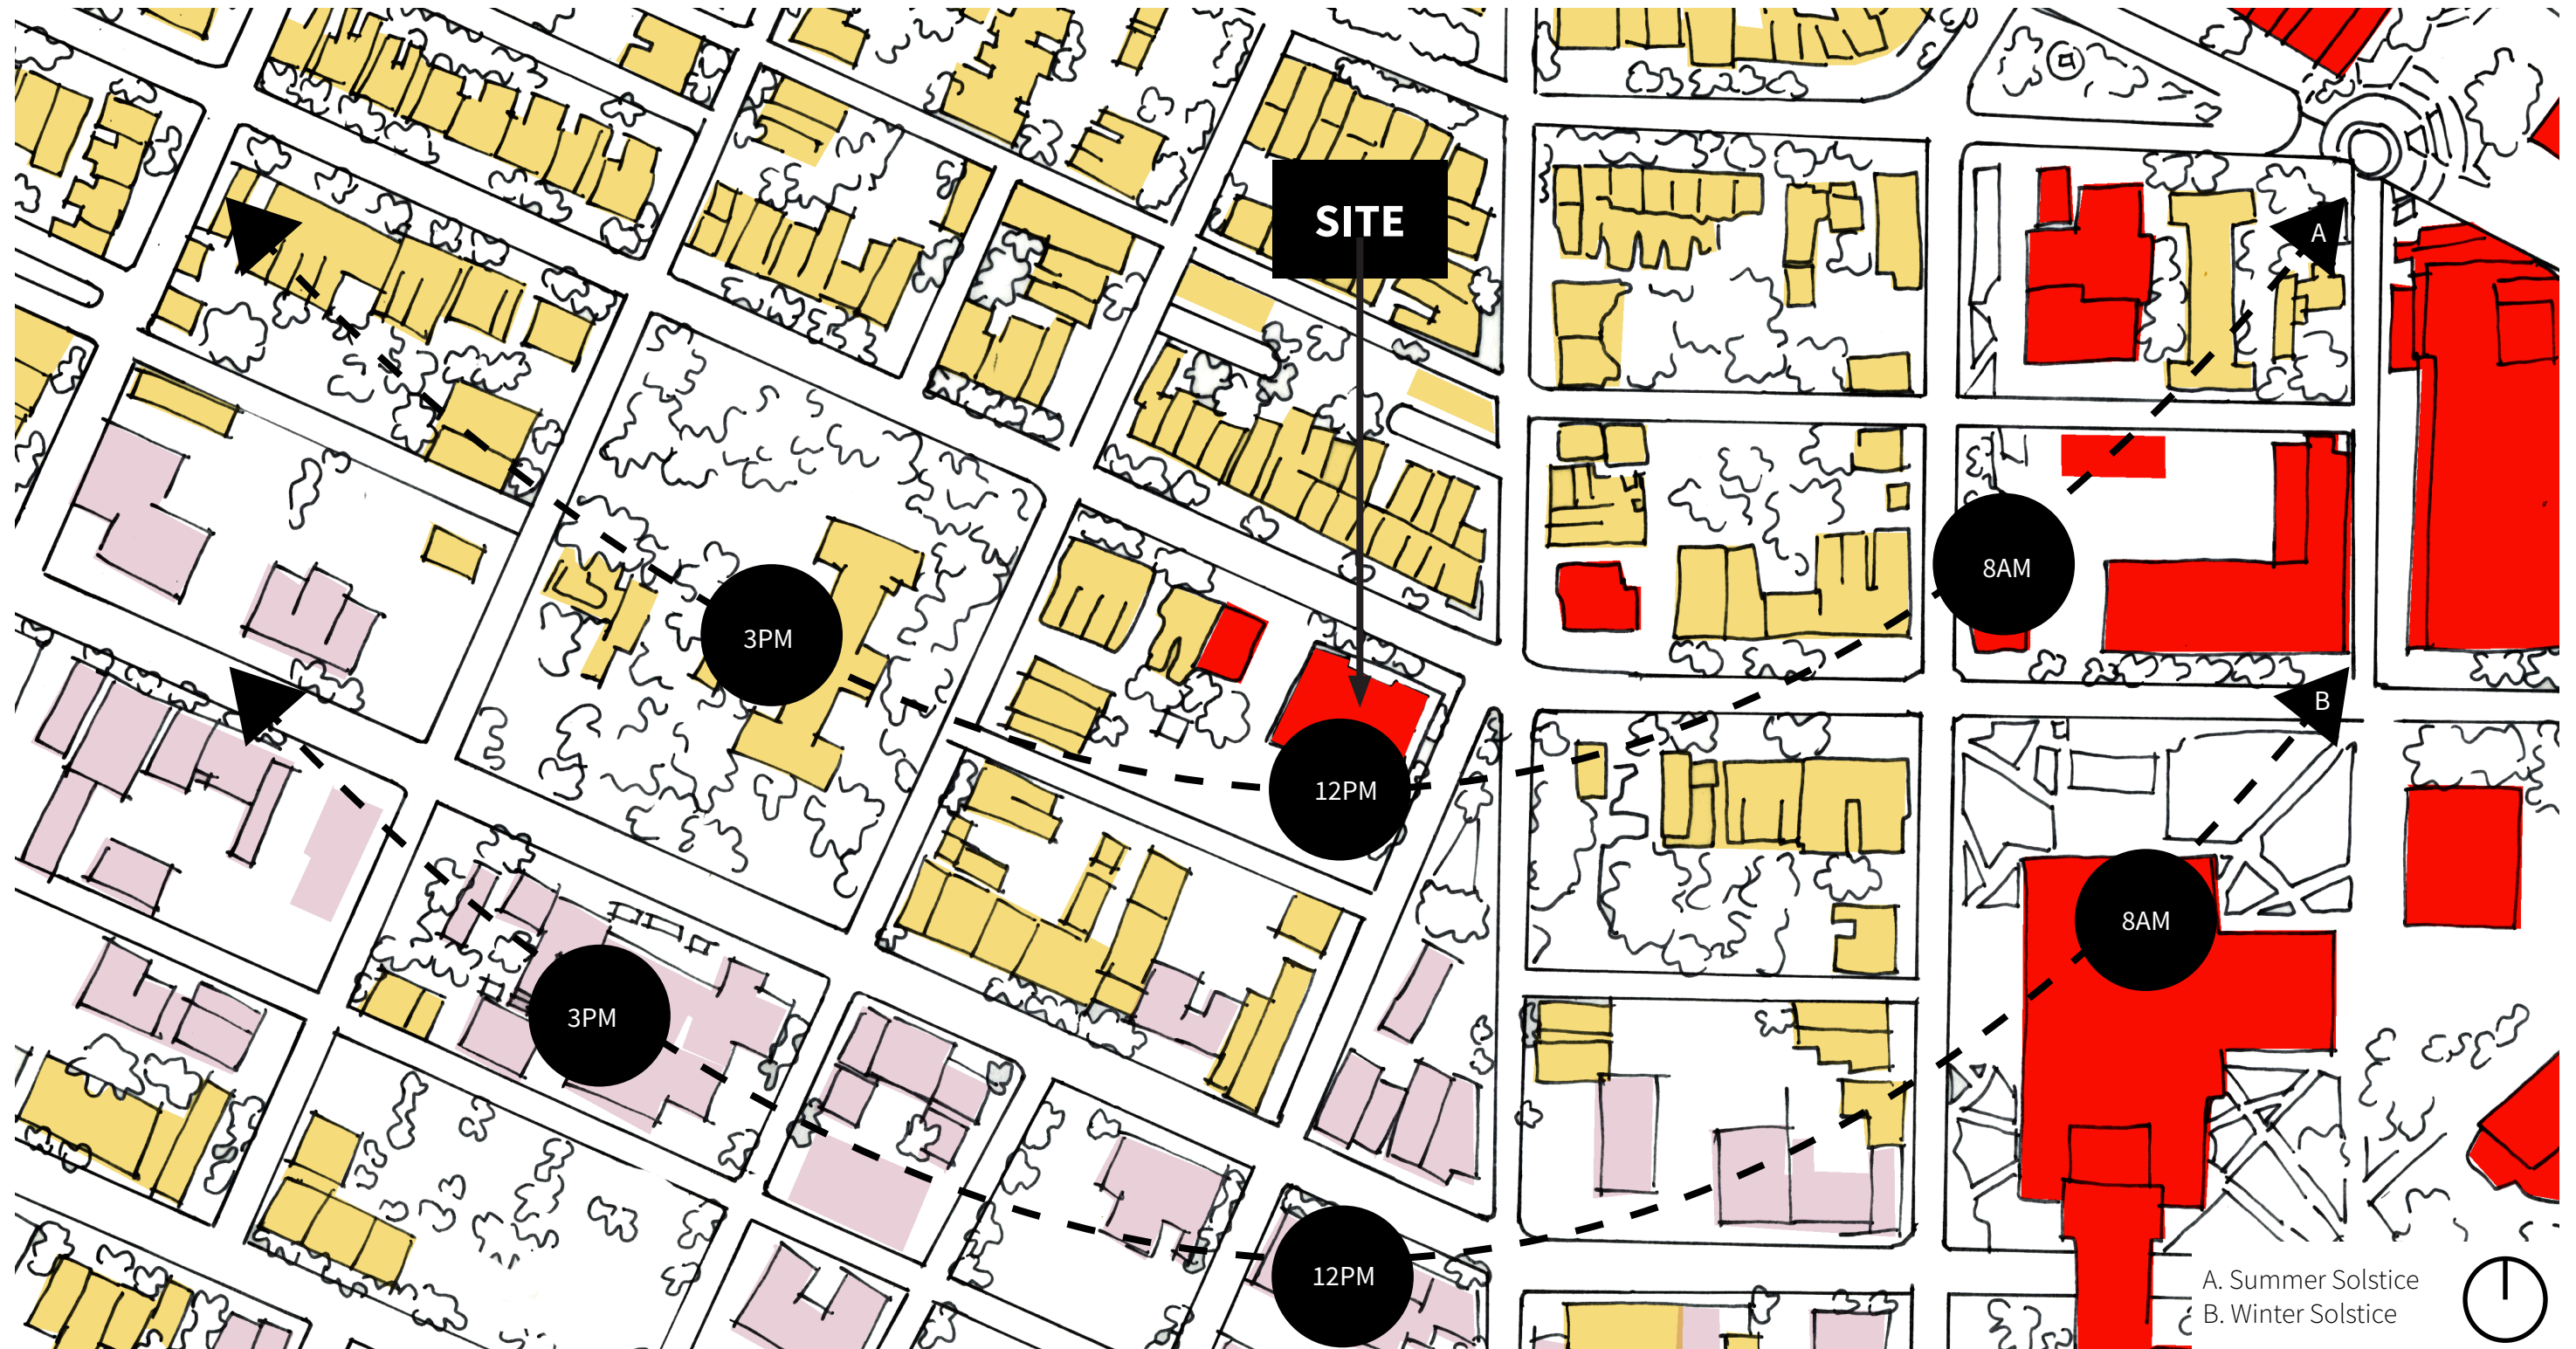 SITE
A
8AM
3PM
B
12PM
8AM
3PM
12PM
A. Summer Solstice
B. Winter Solstice